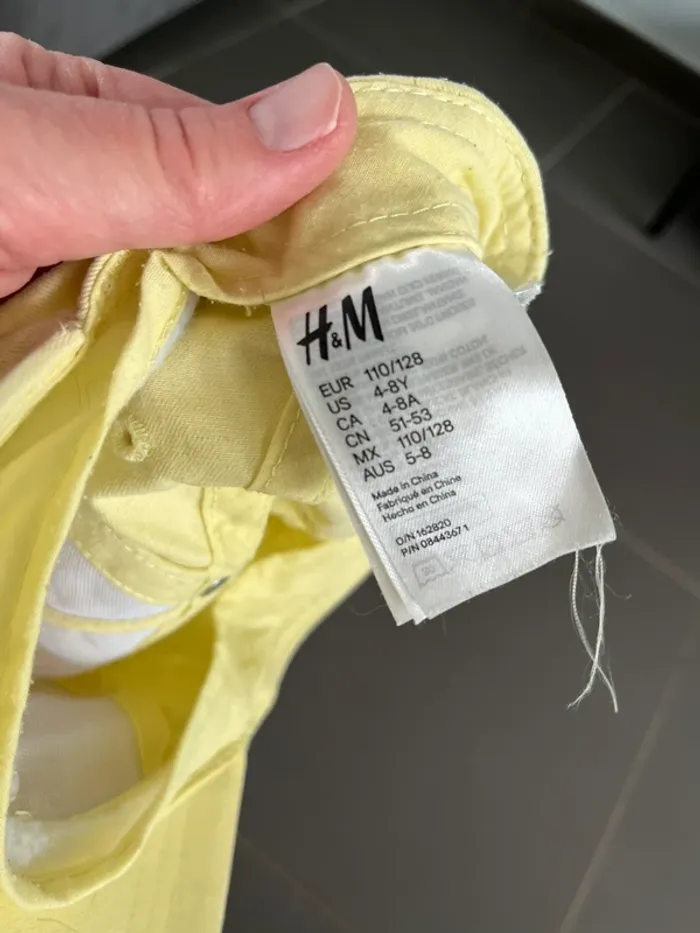 H&M
EUR 110/128
US 4-8Y
CA 4-8A
CN 51-53
MX 110/128
AUS 5-8
Made in China
Fabriqué en Chine
Hecho en China
O/N 162820
P/N 08443671